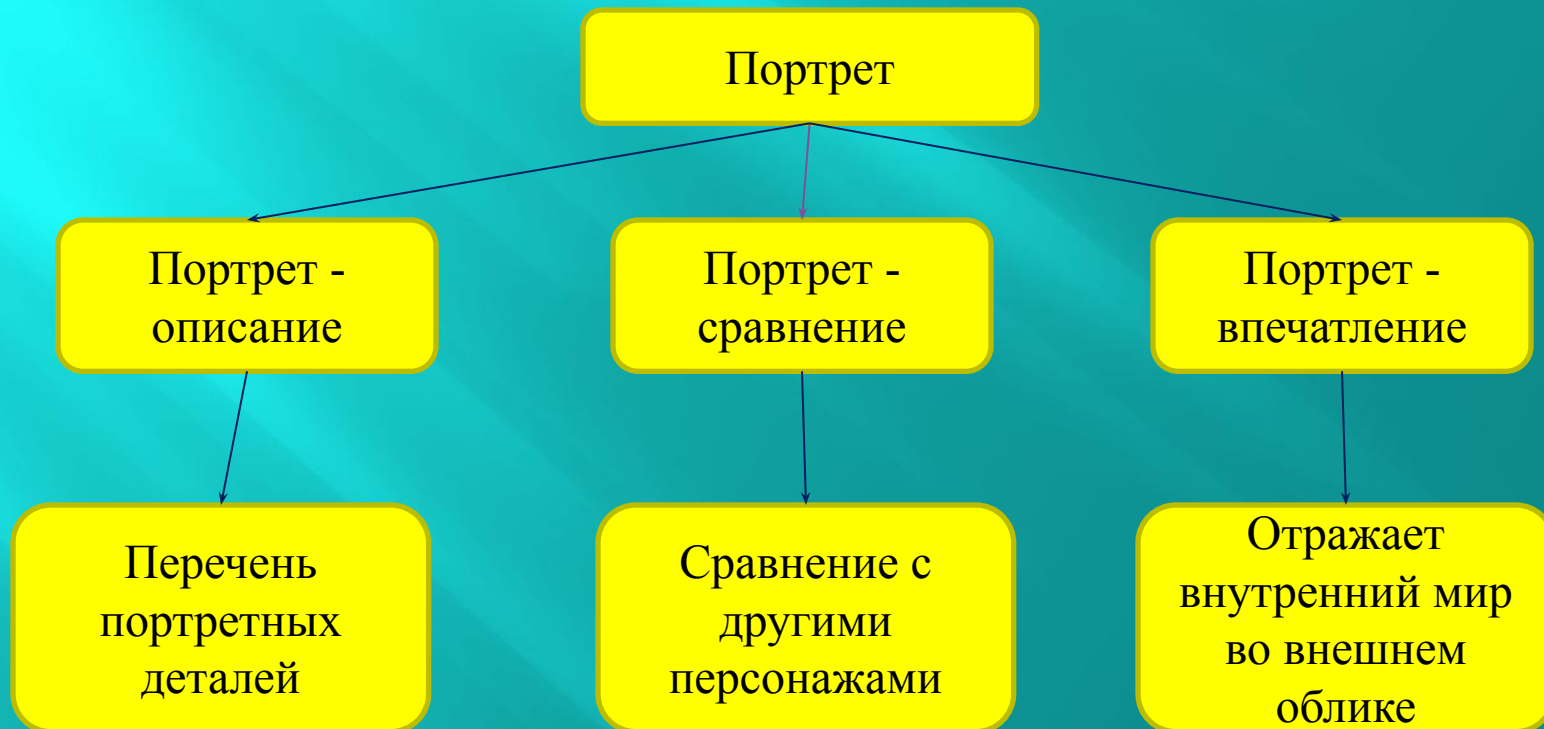 Портрет
Портрет -
описание
Портрет -
сравнение
Портрет -
впечатление
Перечень
портретных
деталей
Сравнение с
другими
персонажами
Отражает
внутренний мир
во внешнем
облике